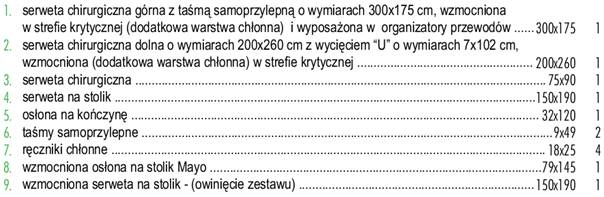 1. serweta chirurgiczna górna z taśmą samoprzylepną o wymiarach 300x175 cm, wzmocniona
w strefie krytycznej (dodatkowa warstwa chłonna) i wyposażona w organizatory przewodów ...... 300x175 1
2. serweta chirurgiczna dolna o wymiarach 200x260 cm z wycięciem “U” o wymiarach 7x102 cm,
wzmocniona (dodatkowa warstwa chłonna) w strefie krytycznej ...... 200x260 1
3. serweta chirurgiczna ...... 75x90 1
4. serweta na stolik ...... 150x190 1
5. osłona na kończynę ...... 32x120 1
6. taśmy samoprzylepne ...... 9x49 2
7. ręczniki chłonne ...... 18x25 4
8. wzmocniona osłona na stolik Mayo ...... 79x145 1
9. wzmocniona serweta na stolik - (owinięcie zestawu) ...... 150x190 1